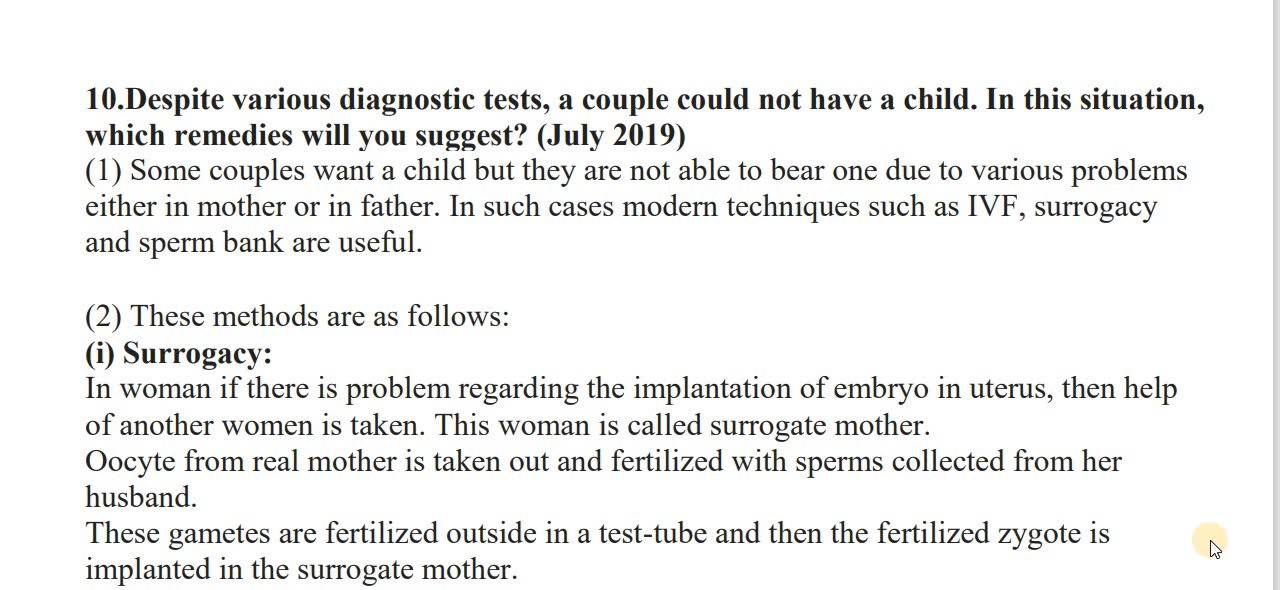 10.Despite various diagnostic tests, a couple could not have a child. In this situation,
which remedies will you suggest? (July 2019)
(1) Some couples want a child but they are not able to bear one due to various problems
either in mother or in father. In such cases modern techniques such as IVF, surrogacy
and sperm bank are useful.
(2) These methods are as follows:
(i) Surrogacy:
In woman if there is problem regarding the implantation of embryo in uterus, then help
of another women is taken. This woman is called surrogate mother.
Oocyte from real mother is taken out and fertilized with sperms collected from her
husband.
These gametes are fertilized outside in a test-tube and then the fertilized zygote is
implanted in the surrogate mother.